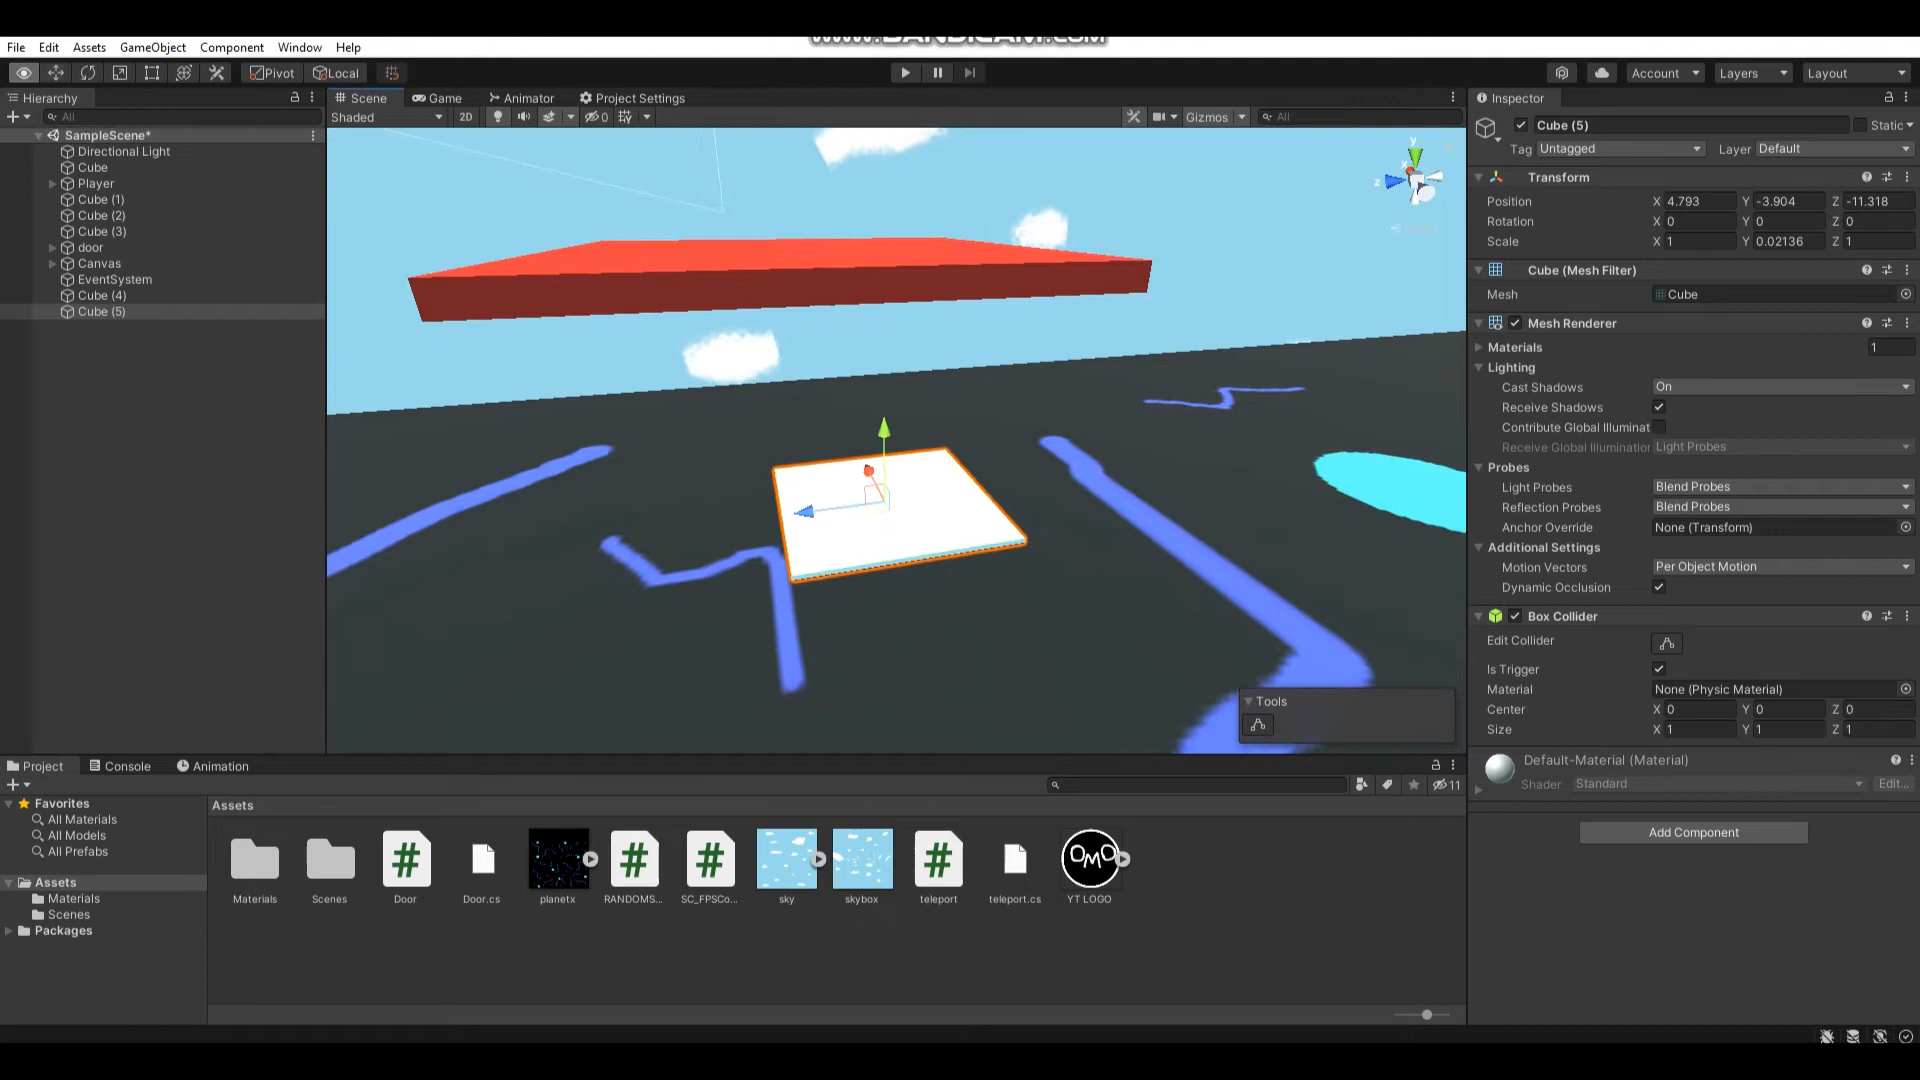 www.BANDICAM.com
File Edit Assets GameObject Component Window Help
Pivot Local Account Layers Layout
Hierarchy
All
SampleScene*
Directional Light
Cube
Player
Cube (1)
Cube (2)
Cube (3)
door
Canvas
EventSystem
Cube (4)
Cube (5)
Scene Game Animator Project Settings
Shaded 2D 0 Gizmos All
y
x
z
Tools
Inspector
Cube (5) Static
Tag Untagged Layer Default
Transform
Position X 4.793 Y -3.904 Z -11.318
Rotation X 0 Y 0 Z 0
Scale X 1 Y 0.02136 Z 1
Cube (Mesh Filter)
Mesh Cube
Mesh Renderer
Materials 1
Lighting
Cast Shadows On
Receive Shadows
Contribute Global Illuminat
Receive Global Illumination Light Probes
Probes
Light Probes Blend Probes
Reflection Probes Blend Probes
Anchor Override None (Transform)
Additional Settings
Motion Vectors Per Object Motion
Dynamic Occlusion
Box Collider
Edit Collider
Is Trigger
Material None (Physic Material)
Center X 0 Y 0 Z 0
Size X 1 Y 1 Z 1
Default-Material (Material)
Shader Standard Edit...
Add Component
Project Console Animation
11
Favorites
All Materials
All Models
All Prefabs
Assets
Materials
Scenes
Packages
Assets
Materials Scenes Door Door.cs planetx RANDOMS... SC_FPSCo... sky skybox teleport teleport.cs YT LOGO
OMO